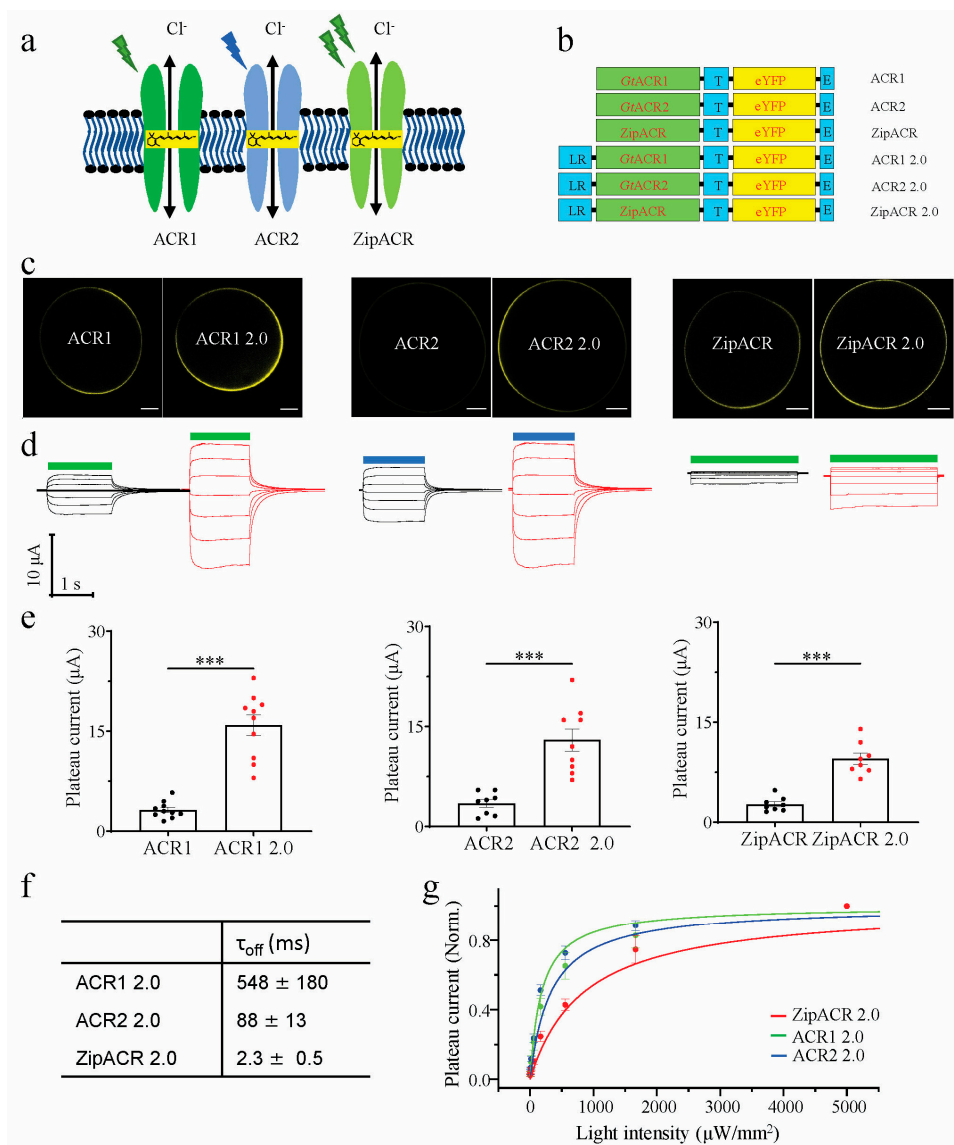 a
Cl- Cl- Cl-
ACR1 ACR2 ZipACR
b
GtACR1 T eYFP E ACR1
GtACR2 T eYFP E ACR2
ZipACR T eYFP E ZipACR
LR GtACR1 T eYFP E ACR1 2.0
LR GtACR2 T eYFP E ACR2 2.0
LR ZipACR T eYFP E ZipACR 2.0
c
ACR1 ACR1 2.0 ACR2 ACR2 2.0 ZipACR ZipACR 2.0
d
10 µA
1 s
e
Plateau current (µA)
30
15
0
***
ACR1 ACR1 2.0
Plateau current (µA)
30
15
0
***
ACR2 ACR2 2.0
Plateau current (µA)
30
15
0
***
ZipACR ZipACR 2.0
f
τoff (ms)
ACR1 2.0 548 ± 180
ACR2 2.0 88 ± 13
ZipACR 2.0 2.3 ± 0.5
g
Plateau current (Norm.)
0.8
0.4
0.0
ZipACR 2.0
ACR1 2.0
ACR2 2.0
0 1000 2000 3000 4000 5000
Light intensity (µW/mm²)